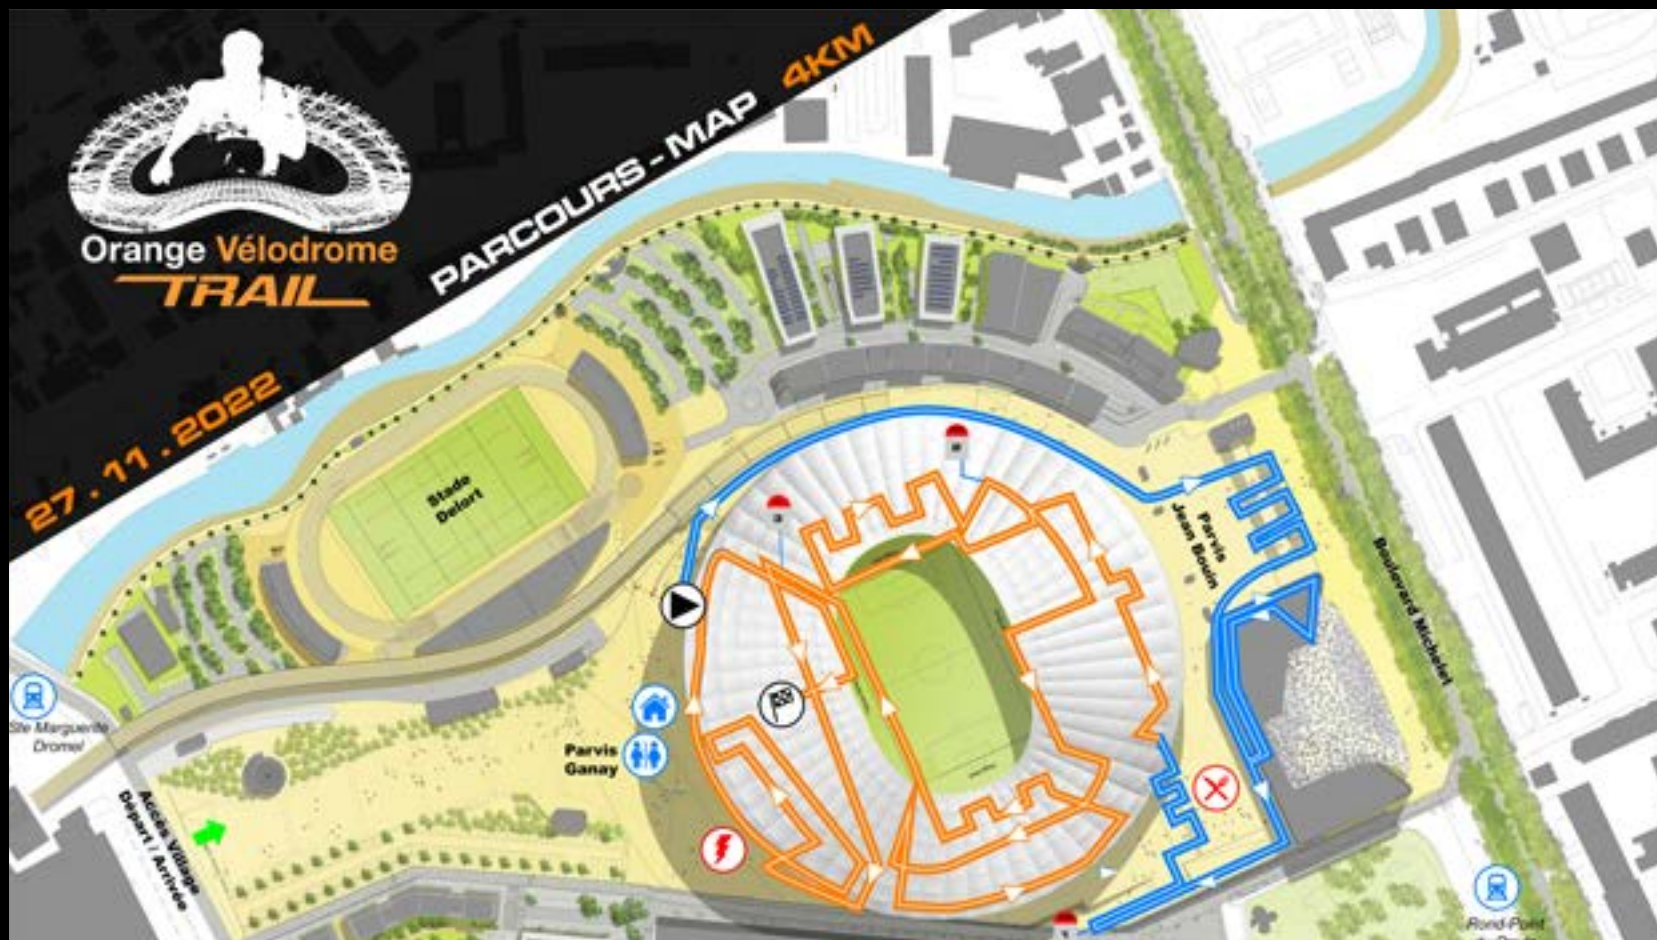 Orange Vélodrome
TRAIL
PARCOURS - MAP 4KM
27 . 11 . 2022
Stade
Delort
Parvis
Jean Bouin
Boulevard Michelet
Ste Marguerite
Dromel
Parvis
Ganay
Accès Village
Départ / Arrivée
Rond-Point